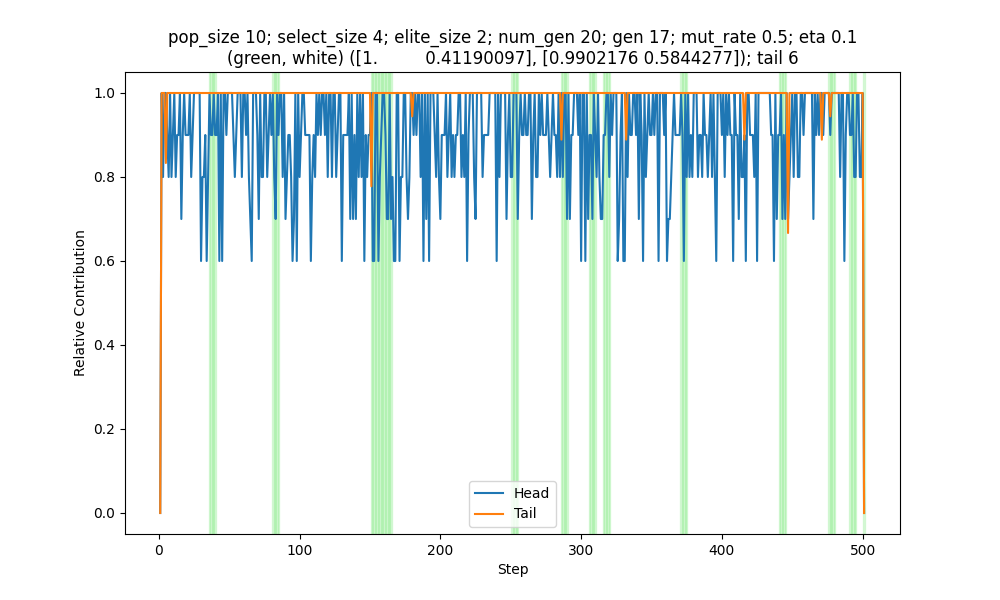 pop_size 10; select_size 4; elite_size 2; num_gen 20; gen 17; mut_rate 0.5; eta 0.1
(green, white) ([1.         0.41190097], [0.9902176 0.5844277]); tail 6
1.0
0.8
0.6
0.4
0.2
0.0
Relative Contribution
Head
Tail
0 100 200 300 400 500
Step